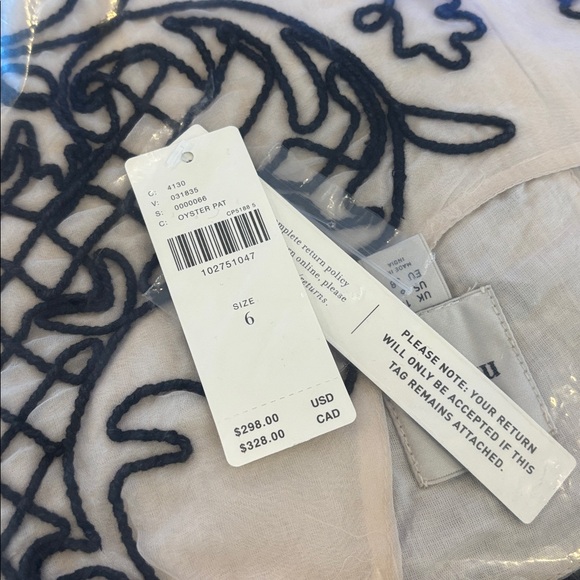 4130
V: 031835
S: 0000066
C: OYSTER PAT
CP5188 S
102751047
SIZE
6
$298.00 USD
$328.00 CAD
return policy
online, please
returns.
PLEASE NOTE: YOUR RETURN
WILL ONLY BE ACCEPTED IF THIS
TAG REMAINS ATTACHED.
MADE IN
INDIA
EU
US
UK